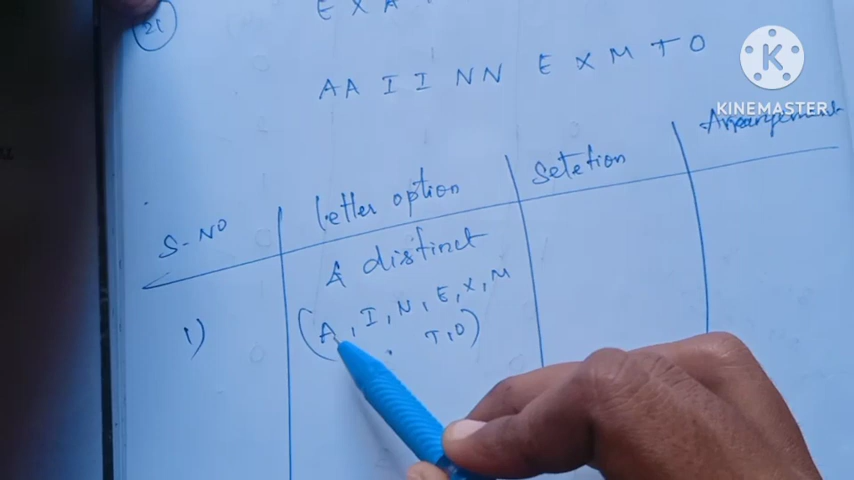 21
E X A
AA I I NN E X M T O
KINEMASTER
S-NO letter option Setetion Arrangement
1) 4 distinct
(A, I, N, E, X, M
T, O)